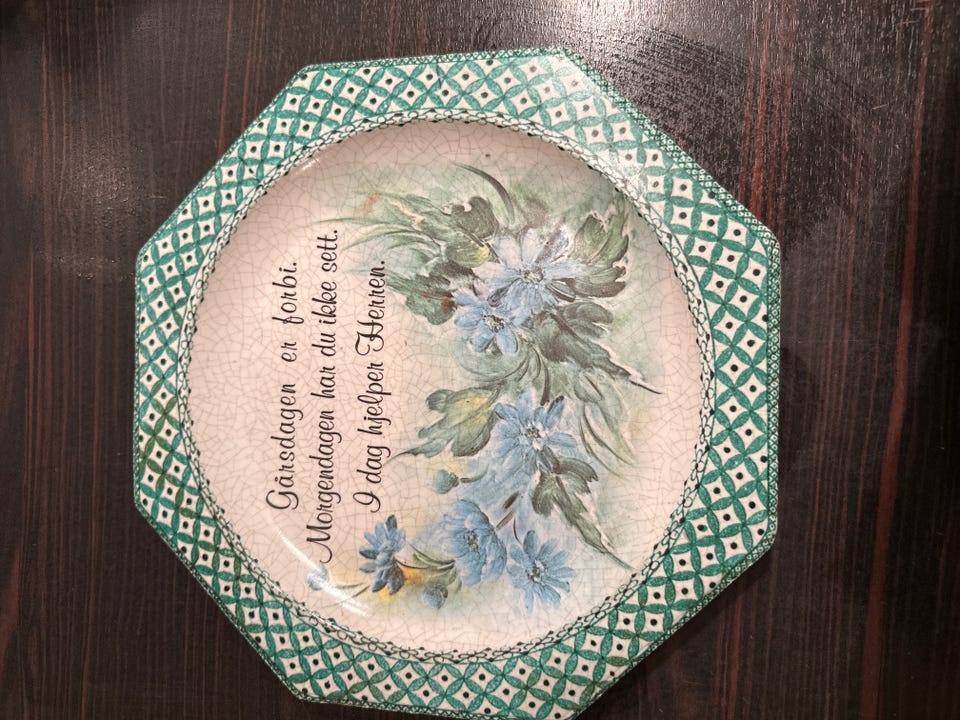 Gårsdagen er forbi.
Morgendagen har du ikke sett.
I dag hjelper Herren.